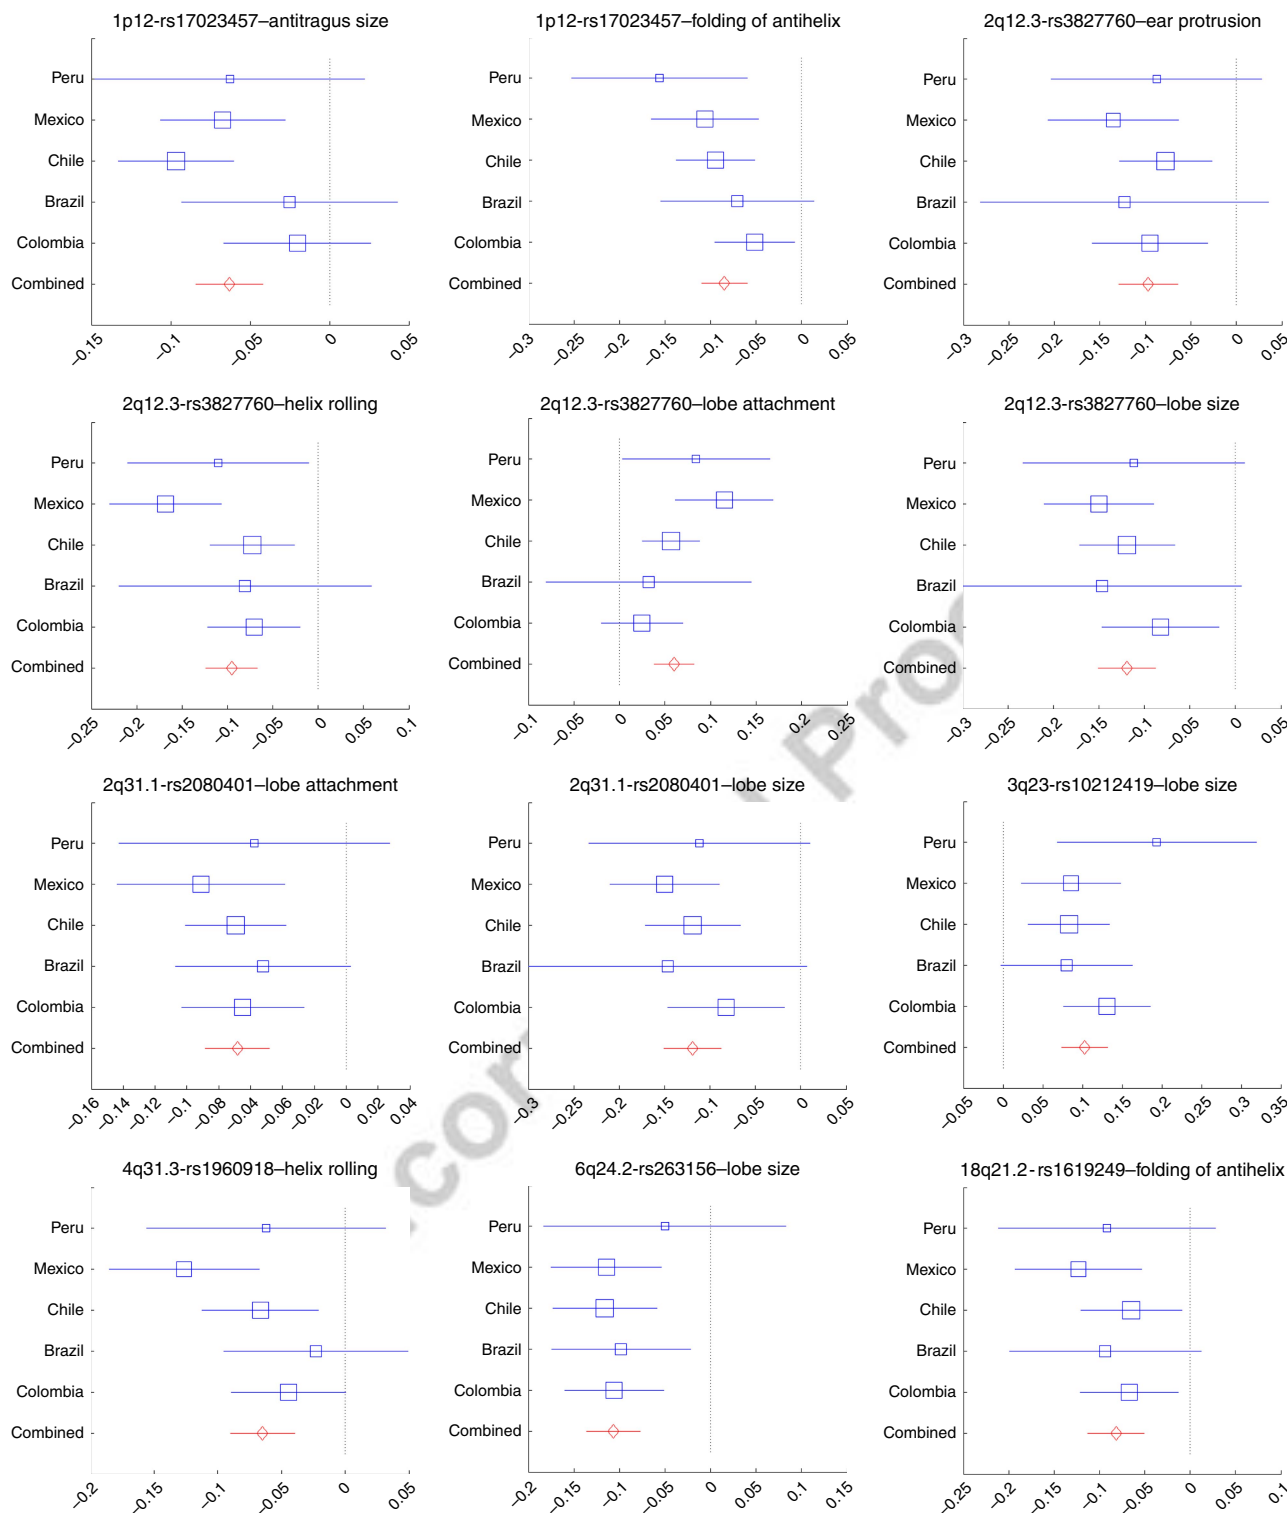 1p12-rs17023457–antitragus size
Peru
Mexico
Chile
Brazil
Colombia
Combined
−0.15 −0.1 −0.05 0 0.05
1p12-rs17023457–folding of antihelix
Peru
Mexico
Chile
Brazil
Colombia
Combined
−0.3 −0.25 −0.2 −0.15 −0.1 −0.05 0 0.05
2q12.3-rs3827760–ear protrusion
Peru
Mexico
Chile
Brazil
Colombia
Combined
−0.3 −0.25 −0.2 −0.15 −0.1 −0.05 0 0.05
2q12.3-rs3827760–helix rolling
Peru
Mexico
Chile
Brazil
Colombia
Combined
−0.25 −0.2 −0.15 −0.1 −0.05 0 0.05 0.1
2q12.3-rs3827760–lobe attachment
Peru
Mexico
Chile
Brazil
Colombia
Combined
−0.1 −0.05 0 0.05 0.1 0.15 0.2 0.25
2q12.3-rs3827760–lobe size
Peru
Mexico
Chile
Brazil
Colombia
Combined
−0.3 −0.25 −0.2 −0.15 −0.1 −0.05 0 0.05
2q31.1-rs2080401–lobe attachment
Peru
Mexico
Chile
Brazil
Colombia
Combined
−0.16 −0.14 −0.12 −0.1 −0.08 −0.04 −0.06 −0.02 0 0.02 0.04
2q31.1-rs2080401–lobe size
Peru
Mexico
Chile
Brazil
Colombia
Combined
−0.3 −0.25 −0.2 −0.15 −0.1 −0.05 0 0.05
3q23-rs10212419–lobe size
Peru
Mexico
Chile
Brazil
Colombia
Combined
−0.05 0 0.05 0.1 0.15 0.2 0.25 0.3 0.35
4q31.3-rs1960918–helix rolling
Peru
Mexico
Chile
Brazil
Colombia
Combined
−0.2 −0.15 −0.1 −0.05 0 0.05
6q24.2-rs263156–lobe size
Peru
Mexico
Chile
Brazil
Colombia
Combined
−0.2 −0.15 −0.1 −0.05 0 0.05 0.1 0.15
18q21.2-rs1619249–folding of antihelix
Peru
Mexico
Chile
Brazil
Colombia
Combined
−0.25 −0.2 −0.15 −0.1 −0.05 0 0.05 0.1